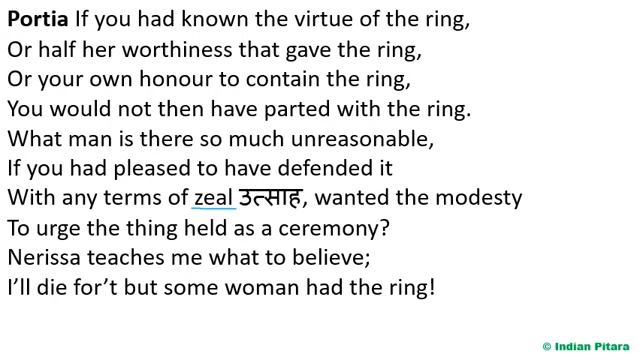 Portia If you had known the virtue of the ring,
Or half her worthiness that gave the ring,
Or your own honour to contain the ring,
You would not then have parted with the ring.
What man is there so much unreasonable,
If you had pleased to have defended it
With any terms of zeal उत्साह, wanted the modesty
To urge the thing held as a ceremony?
Nerissa teaches me what to believe;
I’ll die for’t but some woman had the ring!
© Indian Pitara